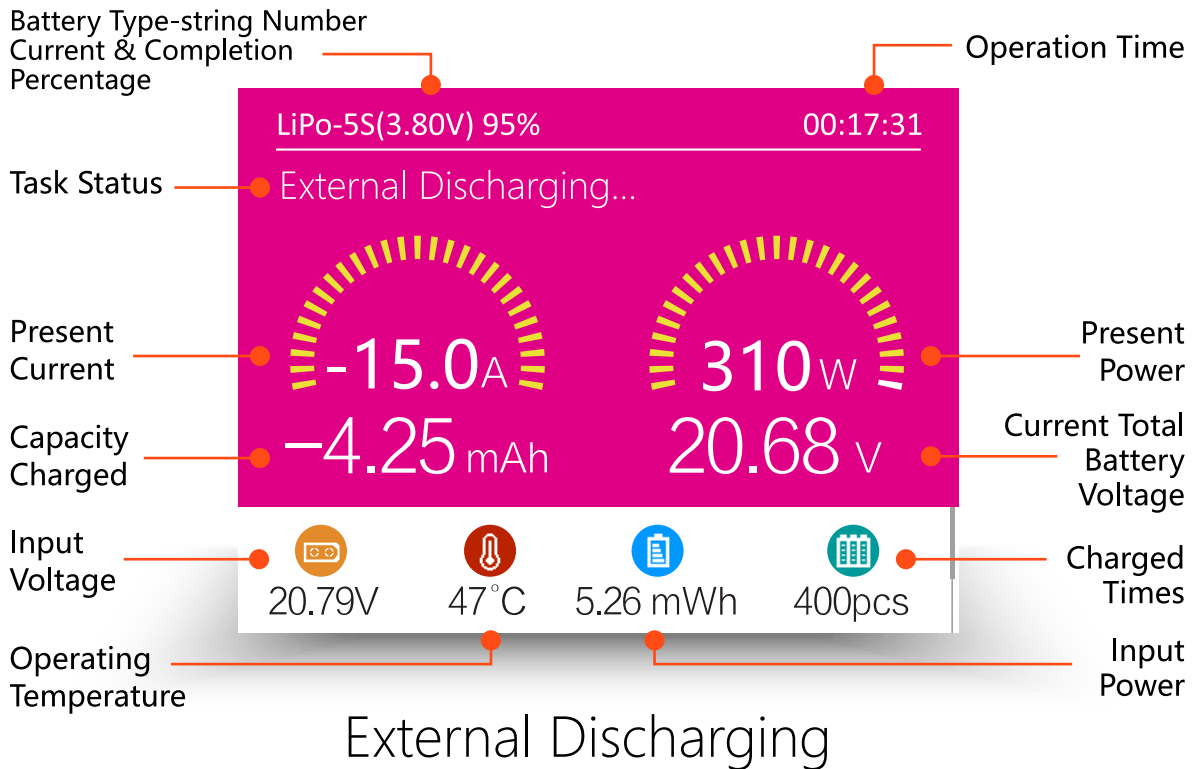 Battery Type-string Number
Current & Completion
Percentage
Operation Time
LiPo-5S(3.80V) 95%
00:17:31
Task Status
External Discharging...
Present
Current
-15.0A
310W
Present
Power
Capacity
Charged
−4.25 mAh
20.68 V
Current Total
Battery
Voltage
Input
Voltage
20.79V
47°C
5.26 mWh
400pcs
Charged
Times
Operating
Temperature
Input
Power
External Discharging